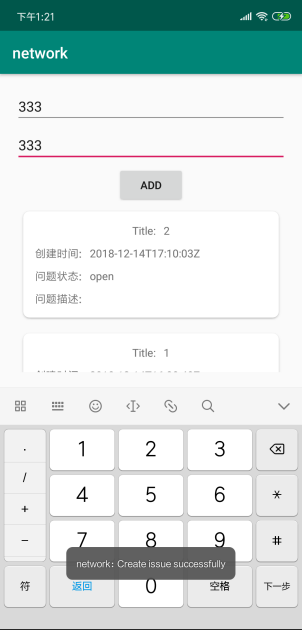 下午1:21
network
333
333
ADD
Title: 2
创建时间: 2018-12-14T17:10:03Z
问题状态: open
问题描述:
Title: 1
.
1
2
3
/
4
5
6
*
+
7
8
9
#
-
network: Create issue successfully
符
返回
0
空格
下一步